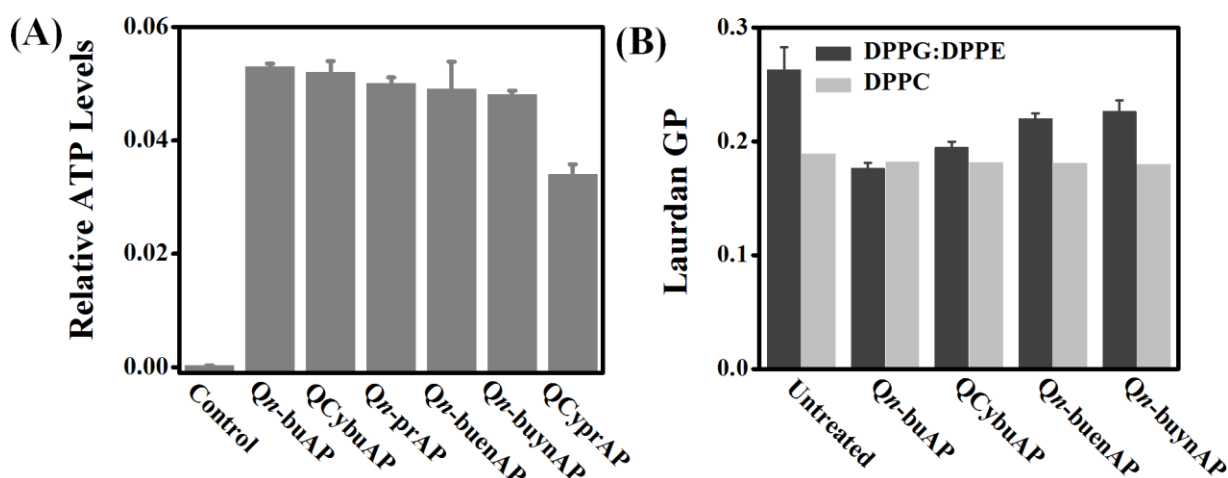 (A)
Relative ATP Levels
0.06
0.04
0.02
0.00
Control
Qn-buAP
QCybuAP
Qn-prAP
Qn-buenAP
Qn-buynAP
QCyprAP
(B)
Laurdan GP
0.3
0.2
0.1
0.0
DPPG:DPPE
DPPC
Untreated
Qn-buAP
QCybuAP
Qn-buenAP
Qn-buynAP